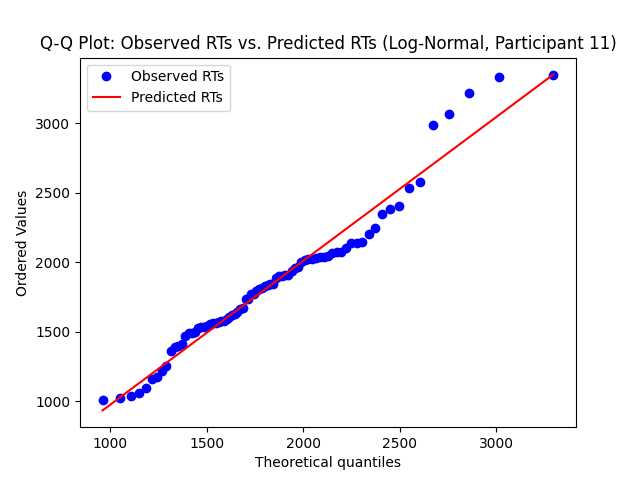 Q-Q Plot: Observed RTs vs. Predicted RTs (Log-Normal, Participant 11)
Observed RTs
Predicted RTs
3000
2500
2000
1500
1000
Ordered Values
1000 1500 2000 2500 3000
Theoretical quantiles